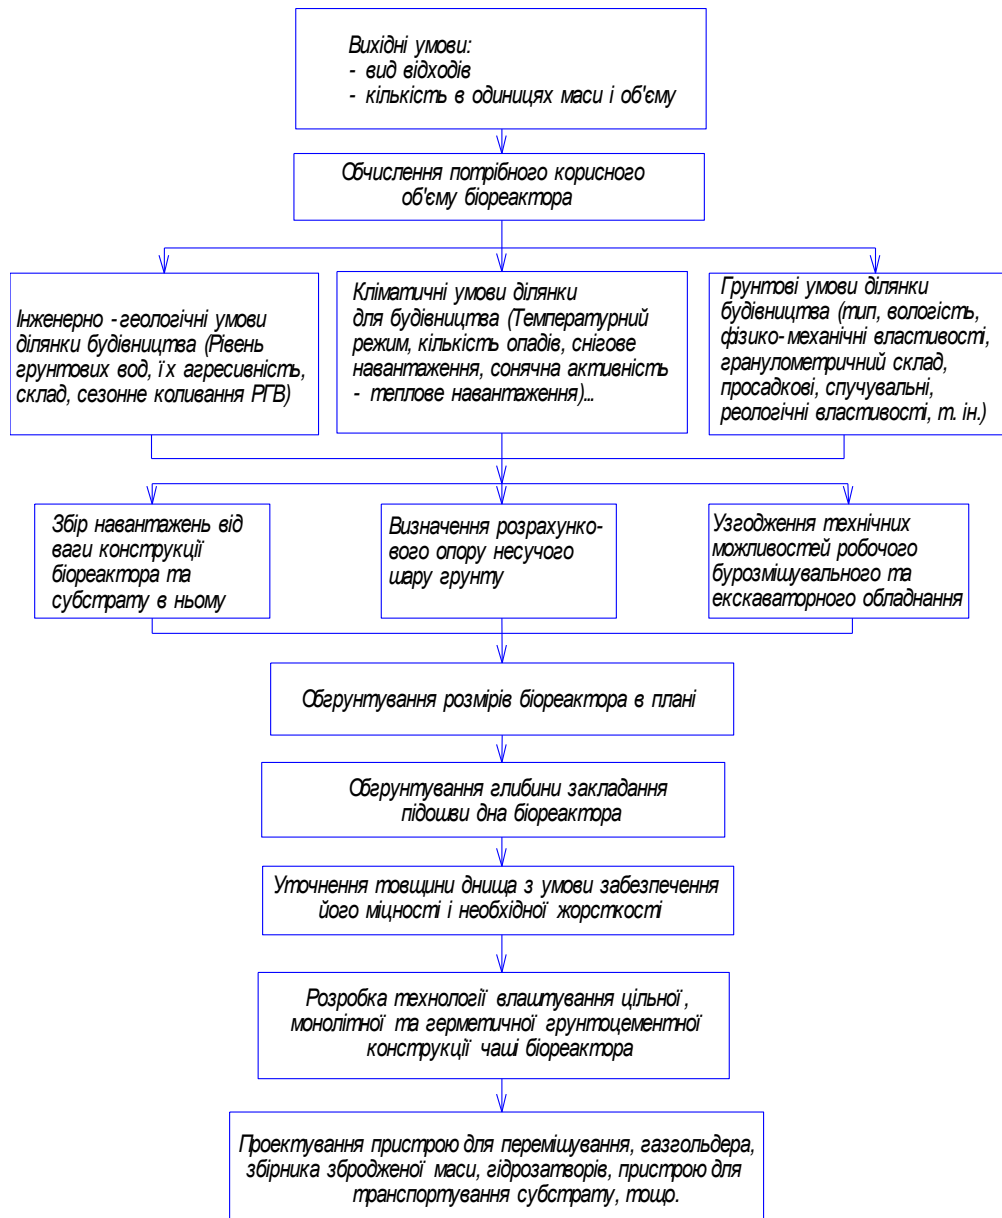 Вихідні умови:
- вид відходів
- кількість в одиницях маси і об'єму
Обчислення потрібного корисного
об'єму біореактора
Інженерно - геологічні умови
ділянки будівництва (Рівень
грунтових вод, їх агресивність,
склад, сезонне коливання РГВ)
Кліматичні умови ділянки
для будівництва (Температурний
режим, кількість опадів, снігове
навантаження, сонячна активність
- теплове навантаження)...
Грунтові умови ділянки
будівництва (тип, вологість,
фізико- механічні властивості,
гранулометричний склад,
просадкові, спучувальні,
реологічні властивості, т. ін.)
Збір навантажень від
ваги конструкції
біореактора та
субстрату в ньому
Визначення розрахунко-
вого опору несучого
шару грунту
Узгодження технічних
можливостей робочого
бурозмішувального та
екскаваторного обладнання
Обгрунтування розмірів біореактора в плані
Обгрунтування глибини закладання
підошви дна біореактора
Уточнення товщини днища з умови забезпечення
його міцності і необхідної жорсткості
Розробка технології влаштування цільної ,
монолітної та герметичної грунтоцементної
конструкції чаші біореактора
Проектування пристрою для перемішування, газгольдера,
збірника збродженої маси, гідрозатворів, пристрою для
транспортування субстрату, тощо.